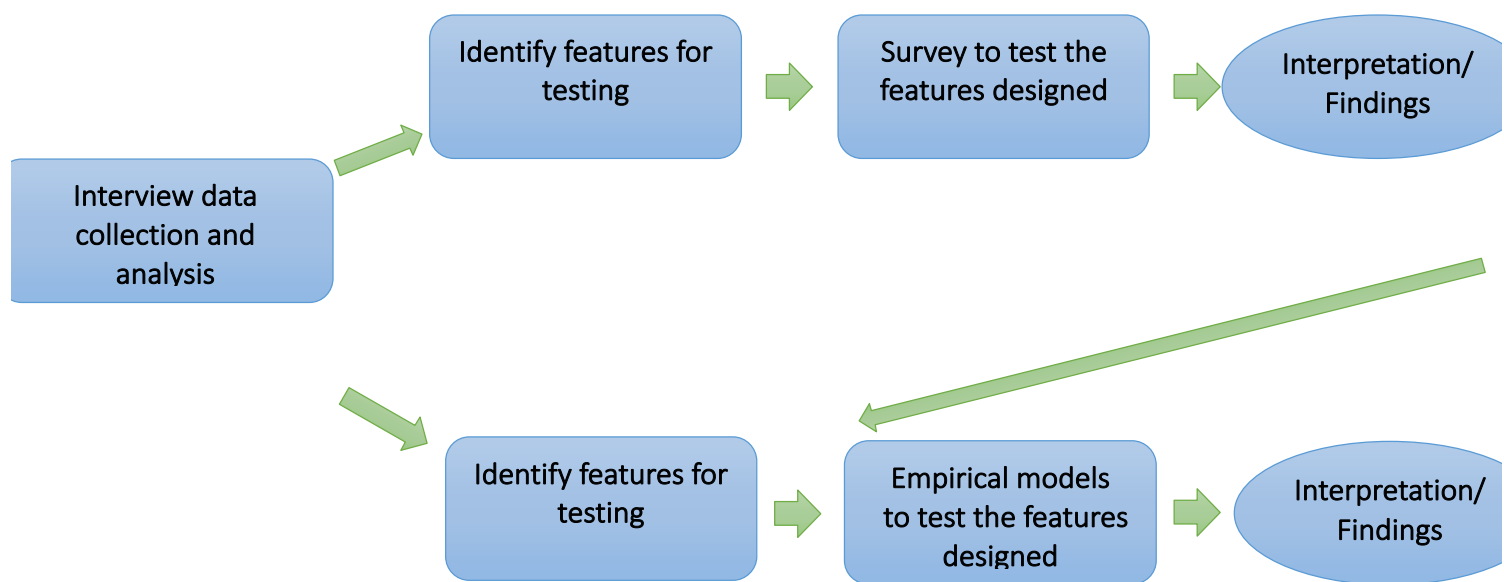 Identify features for
testing
Survey to test the
features designed
Interpretation/
Findings
Interview data
collection and
analysis
Identify features for
testing
Empirical models
to test the features
designed
Interpretation/
Findings